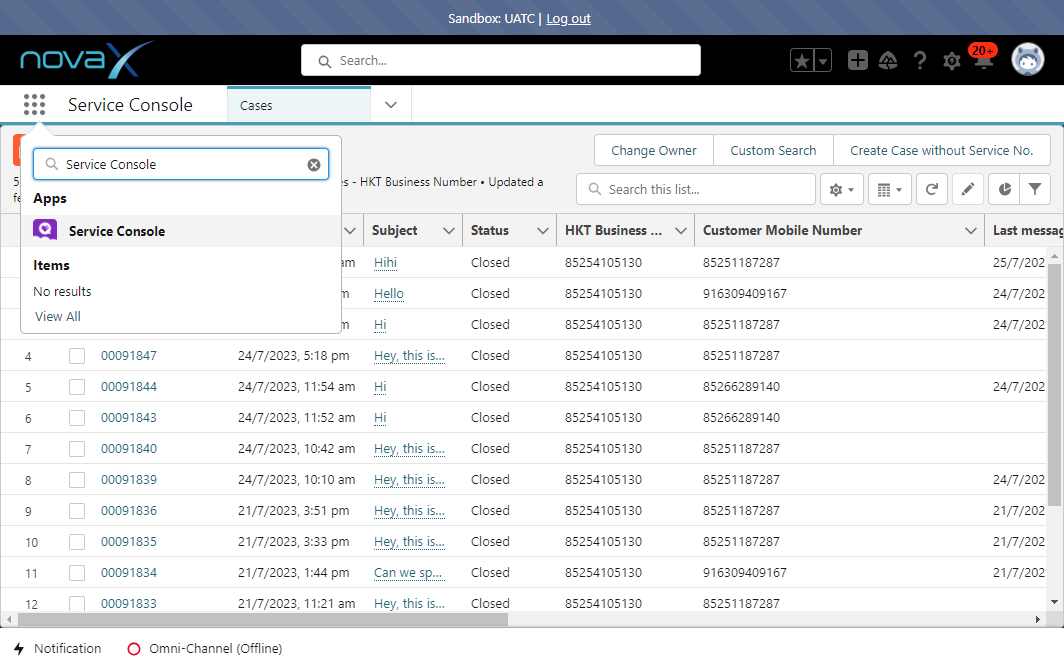 Sandbox: UATC | Log out
novaX
Search...
20+
Service Console
Cases
Service Console
Apps
Service Console
Items
No results
View All
Change Owner
Custom Search
Create Case without Service No.
5
s - HKT Business Number • Updated a
fe
Search this list...
Subject
Status
HKT Business ...
Customer Mobile Number
Last messag
am Hihi Closed 85254105130 85251187287 25/7/202
m Hello Closed 85254105130 916309409167 24/7/202
m Hi Closed 85254105130 85251187287 24/7/202
4 00091847 24/7/2023, 5:18 pm Hey, this is... Closed 85254105130 85251187287
5 00091844 24/7/2023, 11:54 am Hi Closed 85254105130 85266289140 24/7/202
6 00091843 24/7/2023, 11:52 am Hi Closed 85254105130 85266289140
7 00091840 24/7/2023, 10:42 am Hey, this is... Closed 85254105130 85251187287
8 00091839 24/7/2023, 10:10 am Hey, this is... Closed 85254105130 85251187287 24/7/202
9 00091836 21/7/2023, 3:51 pm Hey, this is... Closed 85254105130 85251187287 21/7/202
10 00091835 21/7/2023, 3:33 pm Hey, this is... Closed 85254105130 85251187287 21/7/202
11 00091834 21/7/2023, 1:44 pm Can we sp... Closed 85254105130 916309409167 21/7/202
12 00091833 21/7/2023, 11:21 am Hey, this is... Closed 85254105130 85251187287
Notification
Omni-Channel (Offline)